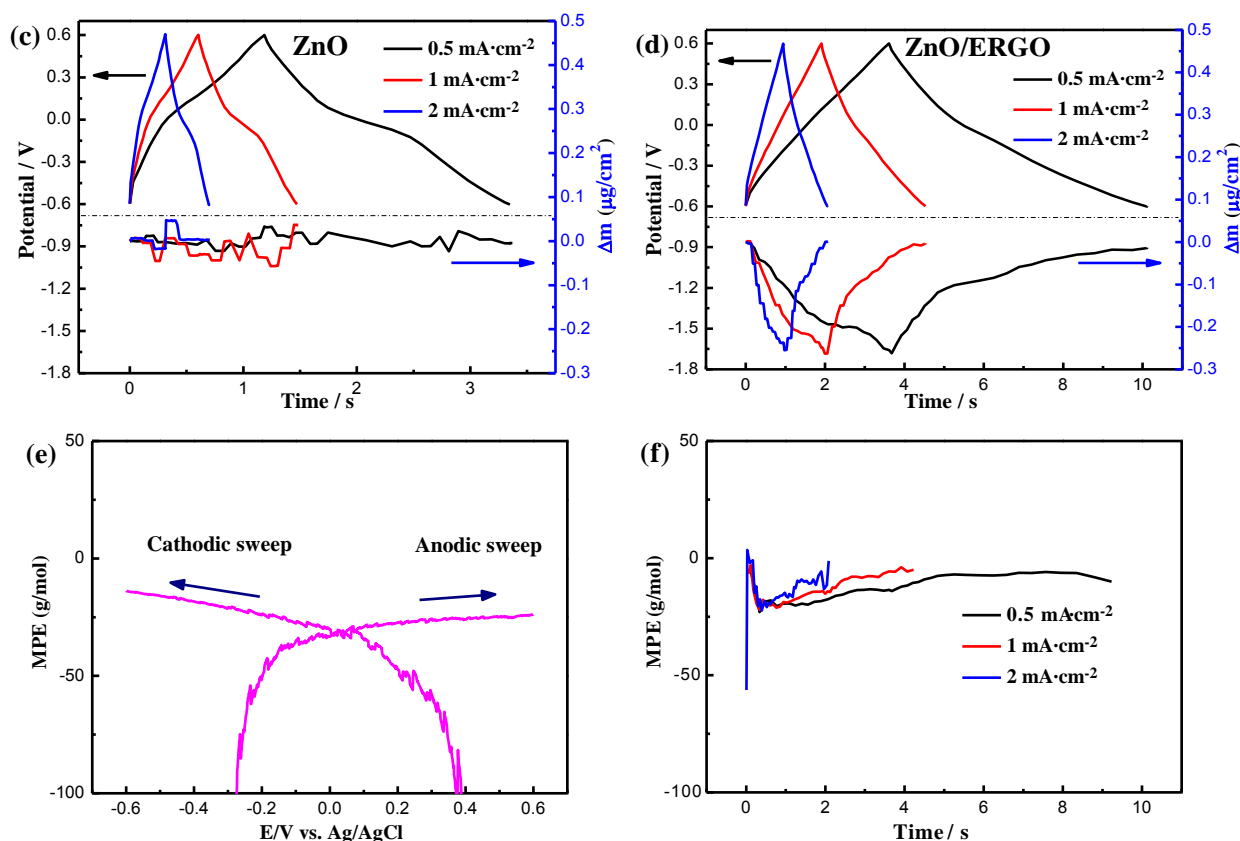 (c)
ZnO
0.5 mA·cm-2
1 mA·cm-2
2 mA·cm-2
Potential / V
0.6
0.3
0.0
-0.3
-0.6
-0.9
-1.2
-1.5
-1.8
0.5
0.4
0.3
0.2
0.1
0.0
-0.1
-0.2
-0.3
Δm (μg/cm2)
0
1
2
3
Time / s
(d)
ZnO/ERGO
0.5 mA·cm-2
1 mA·cm-2
2 mA·cm-2
Potential / V
0.6
0.3
0.0
-0.3
-0.6
-0.9
-1.2
-1.5
-1.8
0.5
0.4
0.3
0.2
0.1
0.0
-0.1
-0.2
-0.3
Δm (μg/cm2)
0
2
4
6
8
10
Time / s
(e)
Cathodic sweep
Anodic sweep
MPE (g/mol)
50
0
-50
-100
-0.6
-0.4
-0.2
0.0
0.2
0.4
0.6
E/V vs. Ag/AgCl
(f)
0.5 mA·cm-2
1 mA·cm-2
2 mA·cm-2
MPE (g/mol)
50
0
-50
-100
0
2
4
6
8
10
Time / s